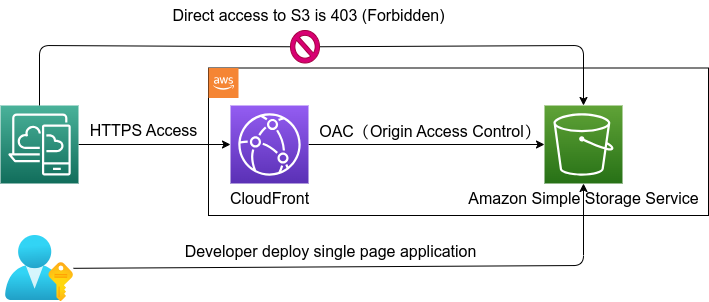 Direct access to S3 is 403 (Forbidden)
aws
HTTPS Access
OAC（Origin Access Control）
CloudFront
Amazon Simple Storage Service
Developer deploy single page application